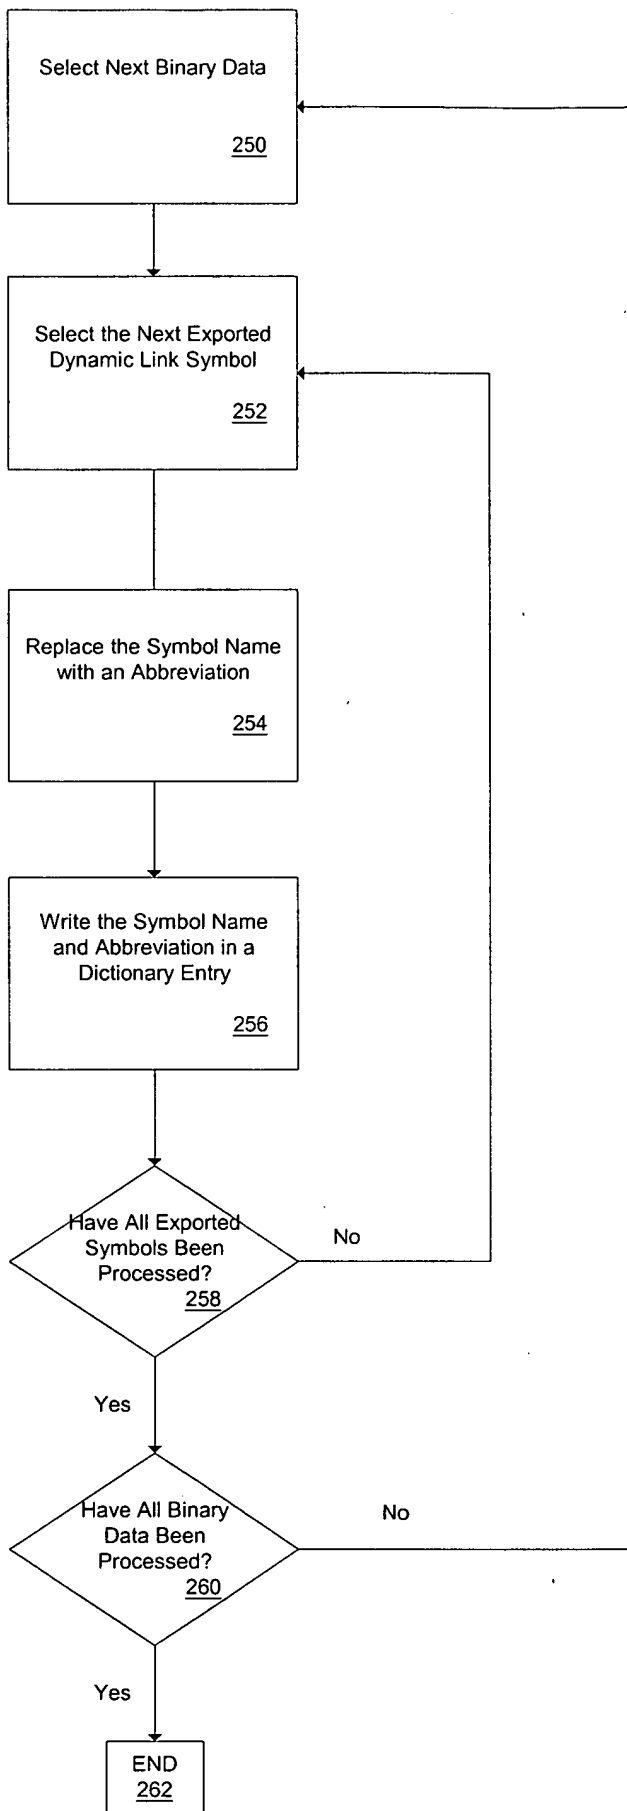 Select Next Binary Data
250
Select the Next Exported
Dynamic Link Symbol
252
Replace the Symbol Name
with an Abbreviation
254
Write the Symbol Name
and Abbreviation in a
Dictionary Entry
256
Have All Exported
Symbols Been
Processed?
258
No
Yes
Have All Binary
Data Been
Processed?
260
No
Yes
END
262